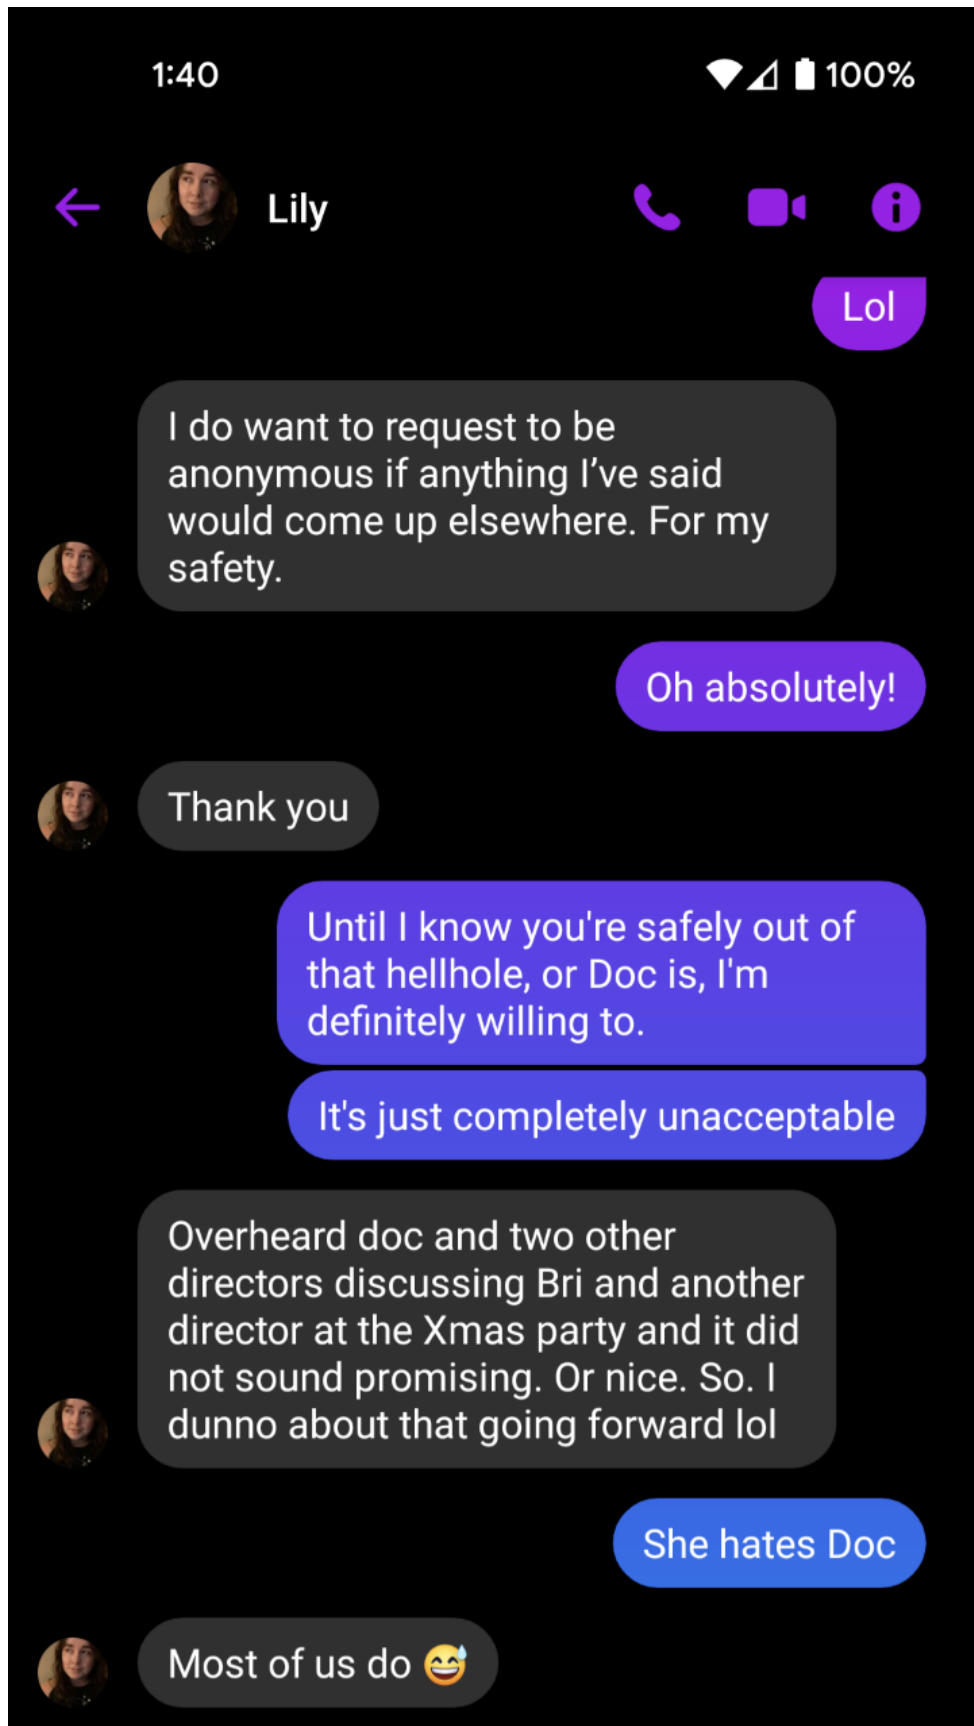 1:40
100%
Lily
Lol
I do want to request to be
anonymous if anything I’ve said
would come up elsewhere. For my
safety.
Oh absolutely!
Thank you
Until I know you're safely out of
that hellhole, or Doc is, I'm
definitely willing to.
It's just completely unacceptable
Overheard doc and two other
directors discussing Bri and another
director at the Xmas party and it did
not sound promising. Or nice. So. I
dunno about that going forward lol
She hates Doc
Most of us do 😅